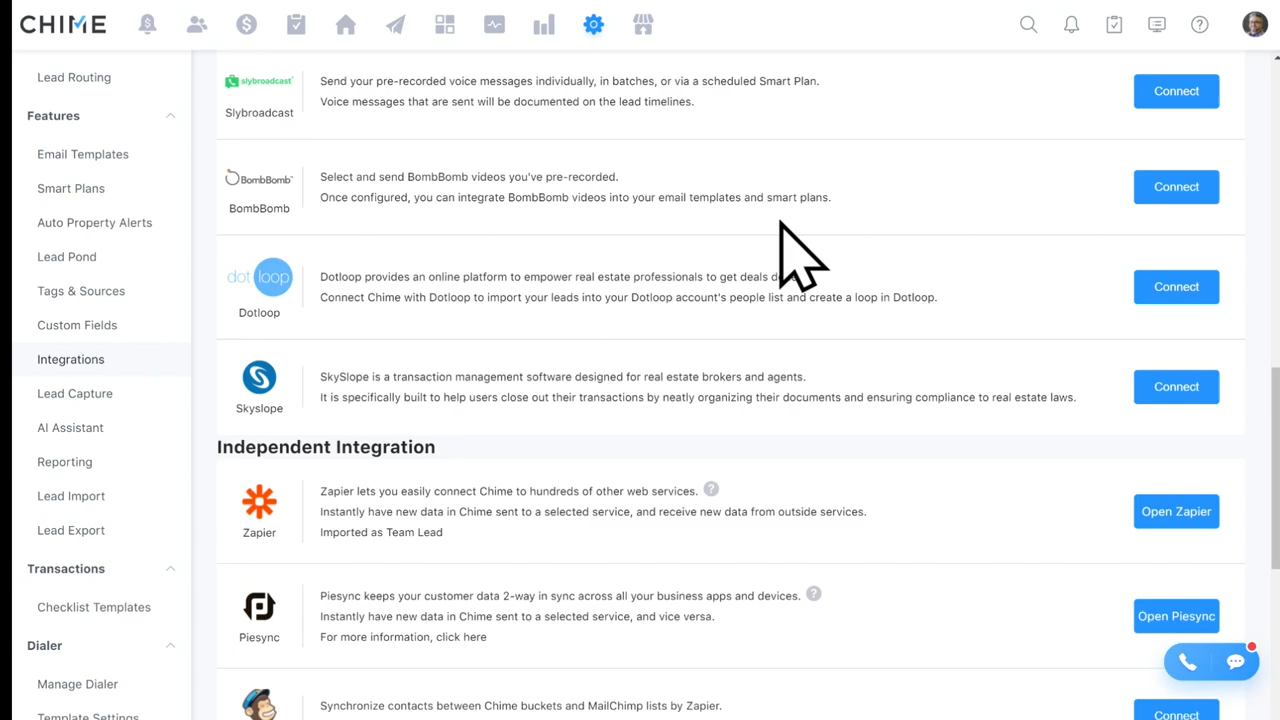 CHIME
Lead Routing
Features
Email Templates
Smart Plans
Auto Property Alerts
Lead Pond
Tags & Sources
Custom Fields
Integrations
Lead Capture
AI Assistant
Reporting
Lead Import
Lead Export
Transactions
Checklist Templates
Dialer
Manage Dialer
Template Settings
slybroadcast
Slybroadcast
Send your pre-recorded voice messages individually, in batches, or via a scheduled Smart Plan.
Voice messages that are sent will be documented on the lead timelines.
Connect
BombBomb
BombBomb
Select and send BombBomb videos you've pre-recorded.
Once configured, you can integrate BombBomb videos into your email templates and smart plans.
Connect
dotloop
Dotloop
Dotloop provides an online platform to empower real estate professionals to get deals
Connect Chime with Dotloop to import your leads into your Dotloop account's people list and create a loop in Dotloop.
Connect
Skyslope
SkySlope is a transaction management software designed for real estate brokers and agents.
It is specifically built to help users close out their transactions by neatly organizing their documents and ensuring compliance to real estate laws.
Connect
Independent Integration
Zapier
Zapier lets you easily connect Chime to hundreds of other web services. ?
Instantly have new data in Chime sent to a selected service, and receive new data from outside services.
Imported as Team Lead
Open Zapier
Piesync
Piesync keeps your customer data 2-way in sync across all your business apps and devices. ?
Instantly have new data in Chime sent to a selected service, and vice versa.
For more information, click here
Open Piesync
Synchronize contacts between Chime buckets and MailChimp lists by Zapier.
Connect